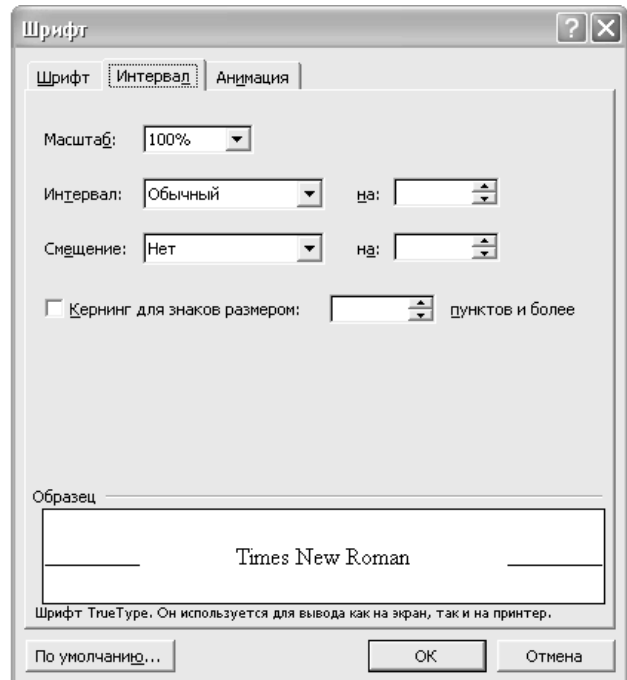 Шрифт
Шрифт Интервал Анимация
Масштаб: 100%
Интервал: Обычный на:
Смещение: Нет на:
Кернинг для знаков размером: пунктов и более
Образец
Times New Roman
Шрифт TrueType. Он используется для вывода как на экран, так и на принтер.
По умолчанию... ОК Отмена